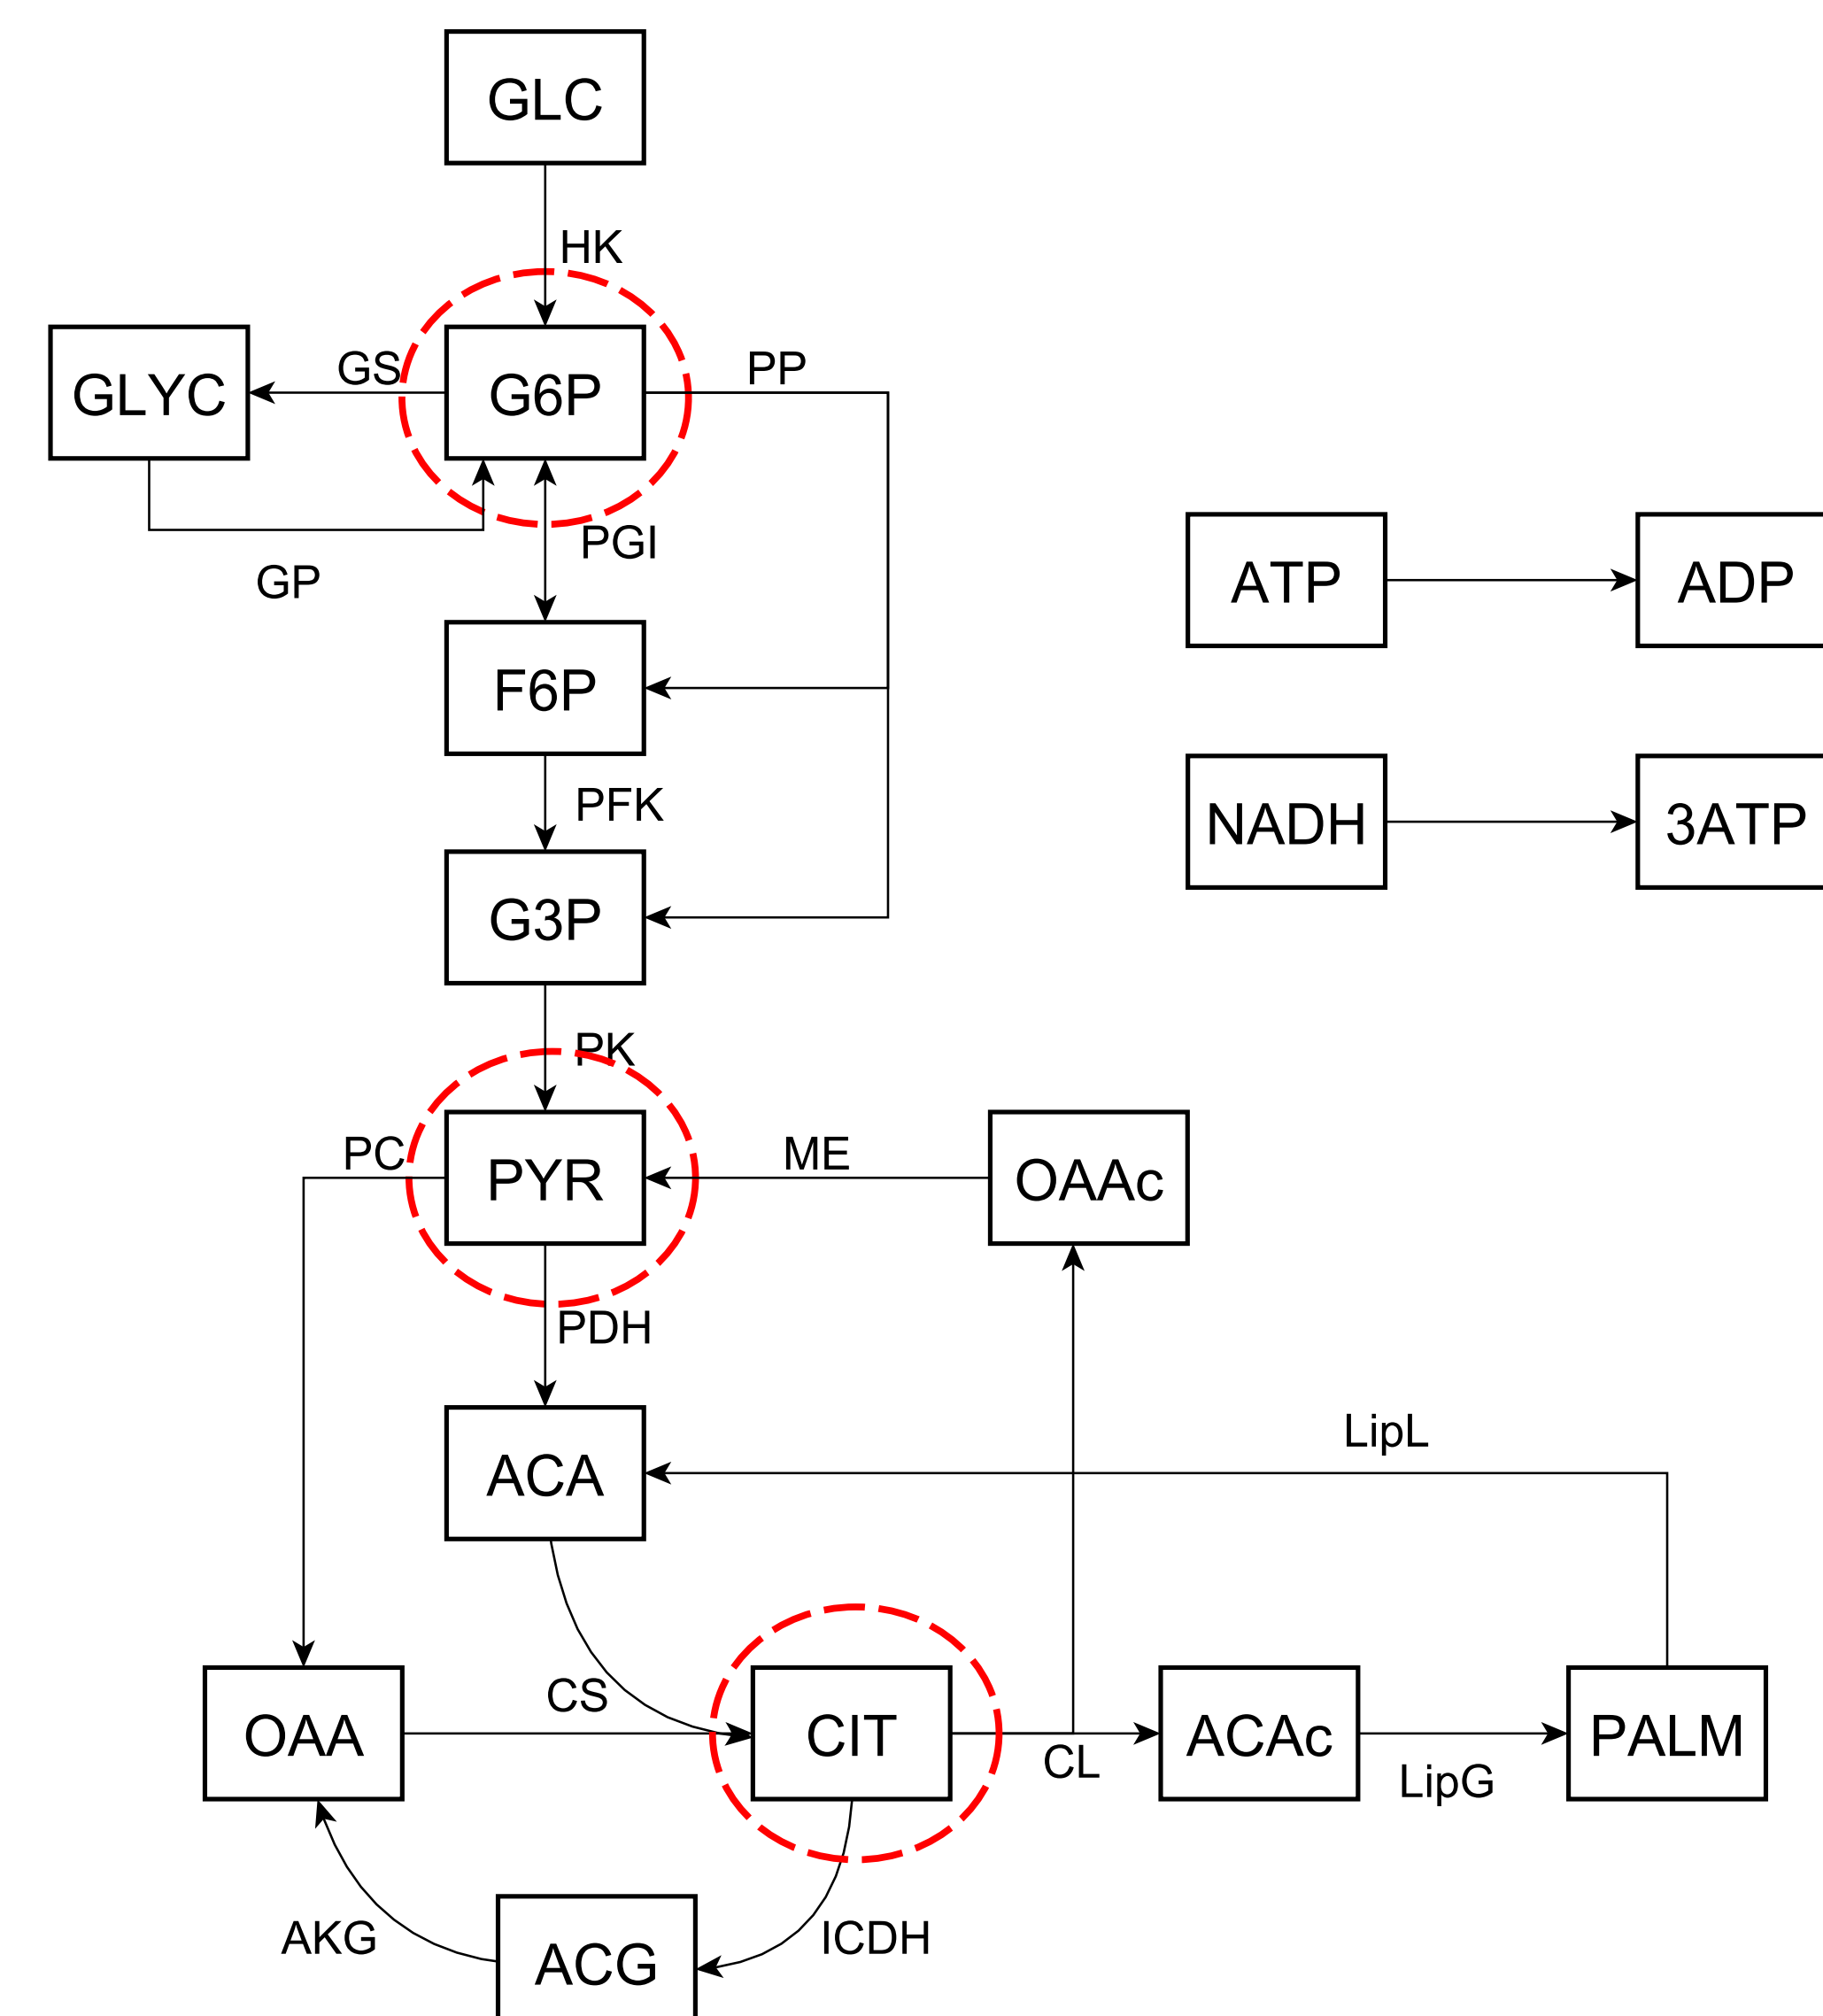 GLC
HK
GS
PP
GLYC
G6P
PGI
GP
ATP
ADP
F6P
PFK
NADH
3ATP
G3P
PK
PC
ME
PYR
OAAc
PDH
LipL
ACA
CS
OAA
CIT
ACAc
PALM
CL
LipG
AKG
ICDH
ACG